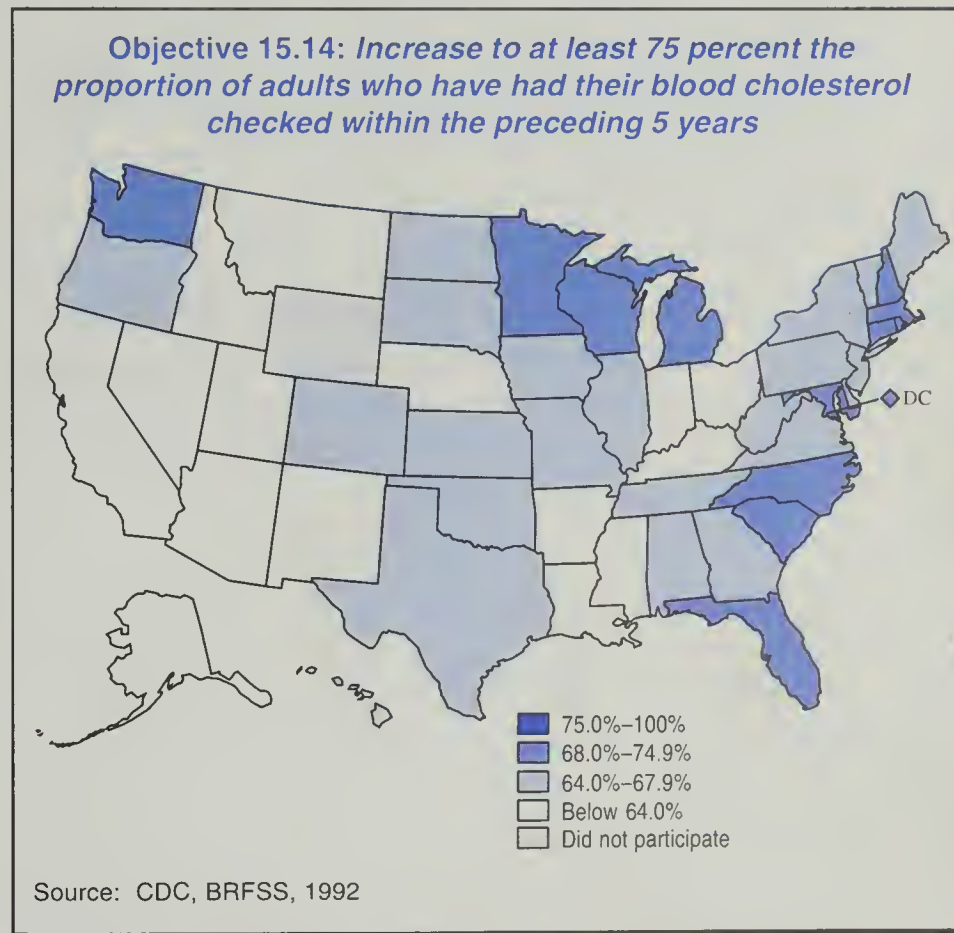 Objective 15.14: Increase to at least 75 percent the
proportion of adults who have had their blood cholesterol
checked within the preceding 5 years
DC
75.0%–100%
68.0%–74.9%
64.0%–67.9%
Below 64.0%
Did not participate
Source: CDC, BRFSS, 1992